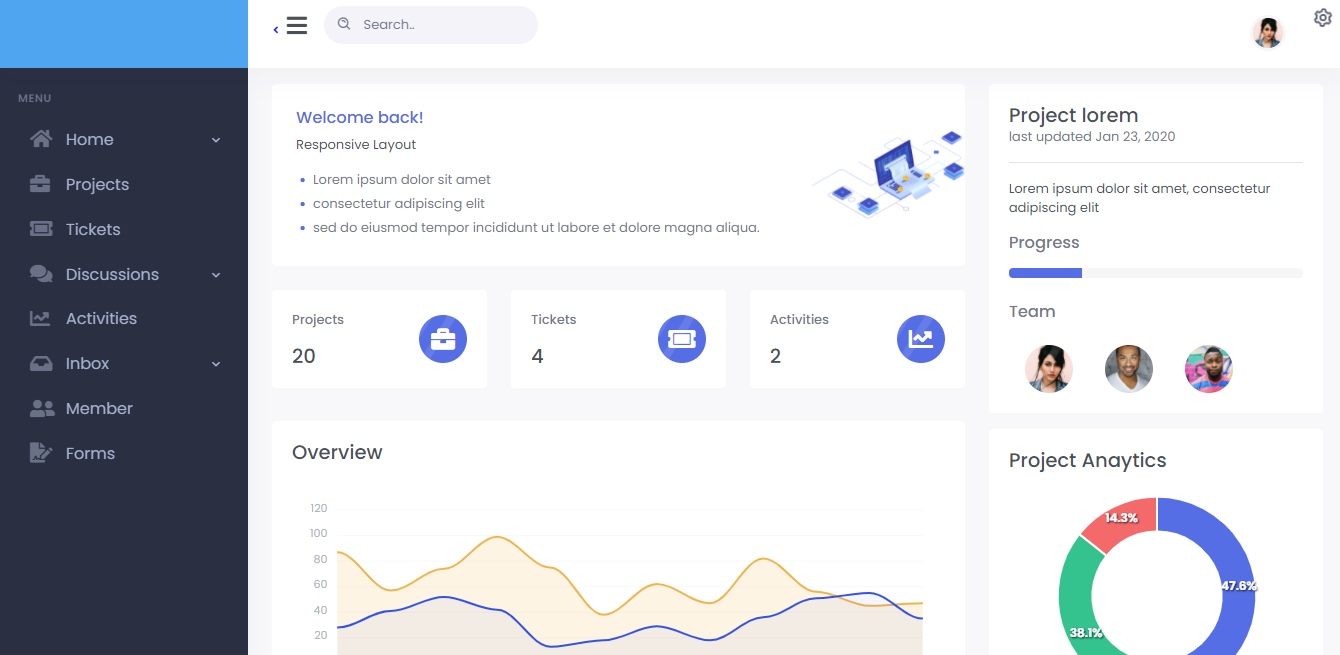 Search..
MENU
Home
Projects
Tickets
Discussions
Activities
Inbox
Member
Forms
Welcome back!
Responsive Layout
Lorem ipsum dolor sit amet
consectetur adipiscing elit
sed do eiusmod tempor incididunt ut labore et dolore magna aliqua.
Projects
20
Tickets
4
Activities
2
Overview
120
100
80
60
40
20
Project lorem
last updated Jan 23, 2020
Lorem ipsum dolor sit amet, consectetur
adipiscing elit
Progress
Team
Project Anaytics
14.3%
47.6%
38.1%